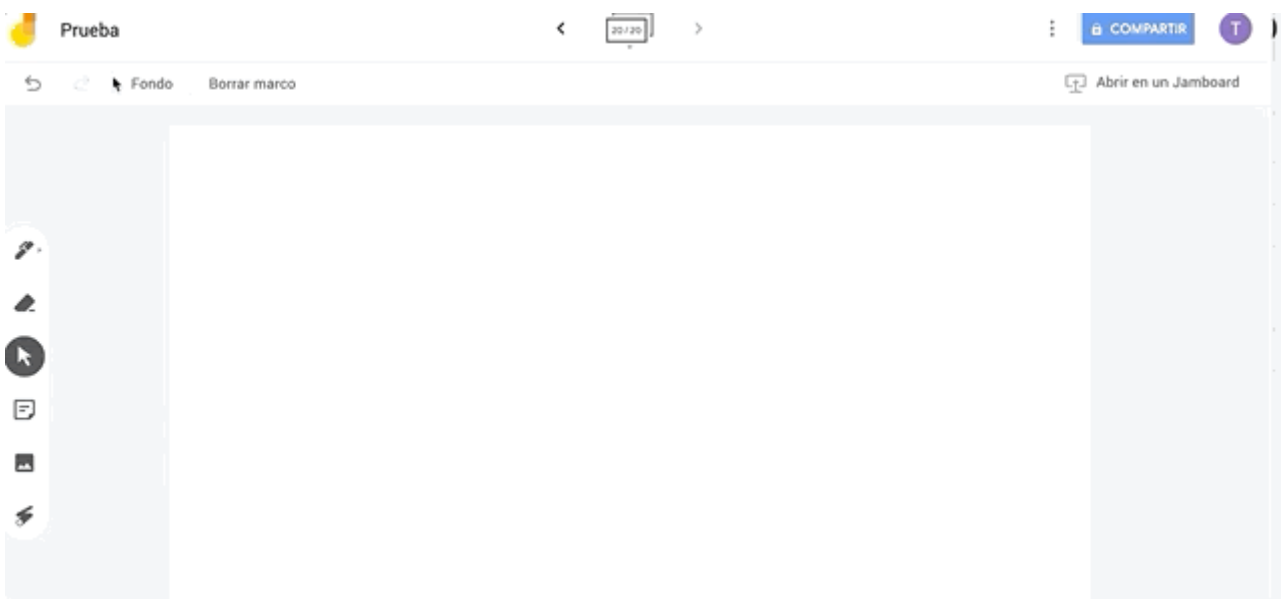 Prueba
20/20
COMPARTIR
T
Fondo
Borrar marco
Abrir en un Jamboard